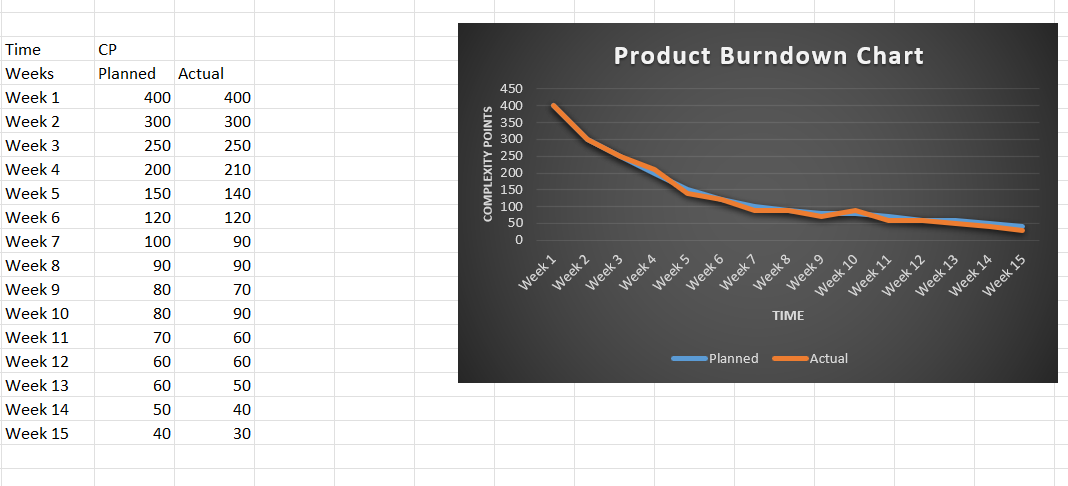 Time CP
Weeks Planned Actual
Week 1 400 400
Week 2 300 300
Week 3 250 250
Week 4 200 210
Week 5 150 140
Week 6 120 120
Week 7 100 90
Week 8 90 90
Week 9 80 70
Week 10 80 90
Week 11 70 60
Week 12 60 60
Week 13 60 50
Week 14 50 40
Week 15 40 30
Product Burndown Chart
COMPLEXITY POINTS
450
400
350
300
250
200
150
100
50
0
Week 1 Week 2 Week 3 Week 4 Week 5 Week 6 Week 7 Week 8 Week 9 Week 10 Week 11 Week 12 Week 13 Week 14 Week 15
TIME
Planned Actual